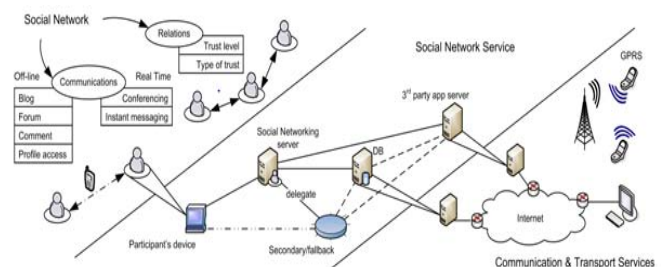 Social Network
Relations
Trust level
Type of trust
Off-line
Communications
Real Time
Blog
Forum
Comment
Profile access
Conferencing
Instant messaging
Social Network Service
GPRS
3rd party app server
Social Networking
server
DB
delegate
Participant's device
Secondary/fallback
Internet
Communication & Transport Services